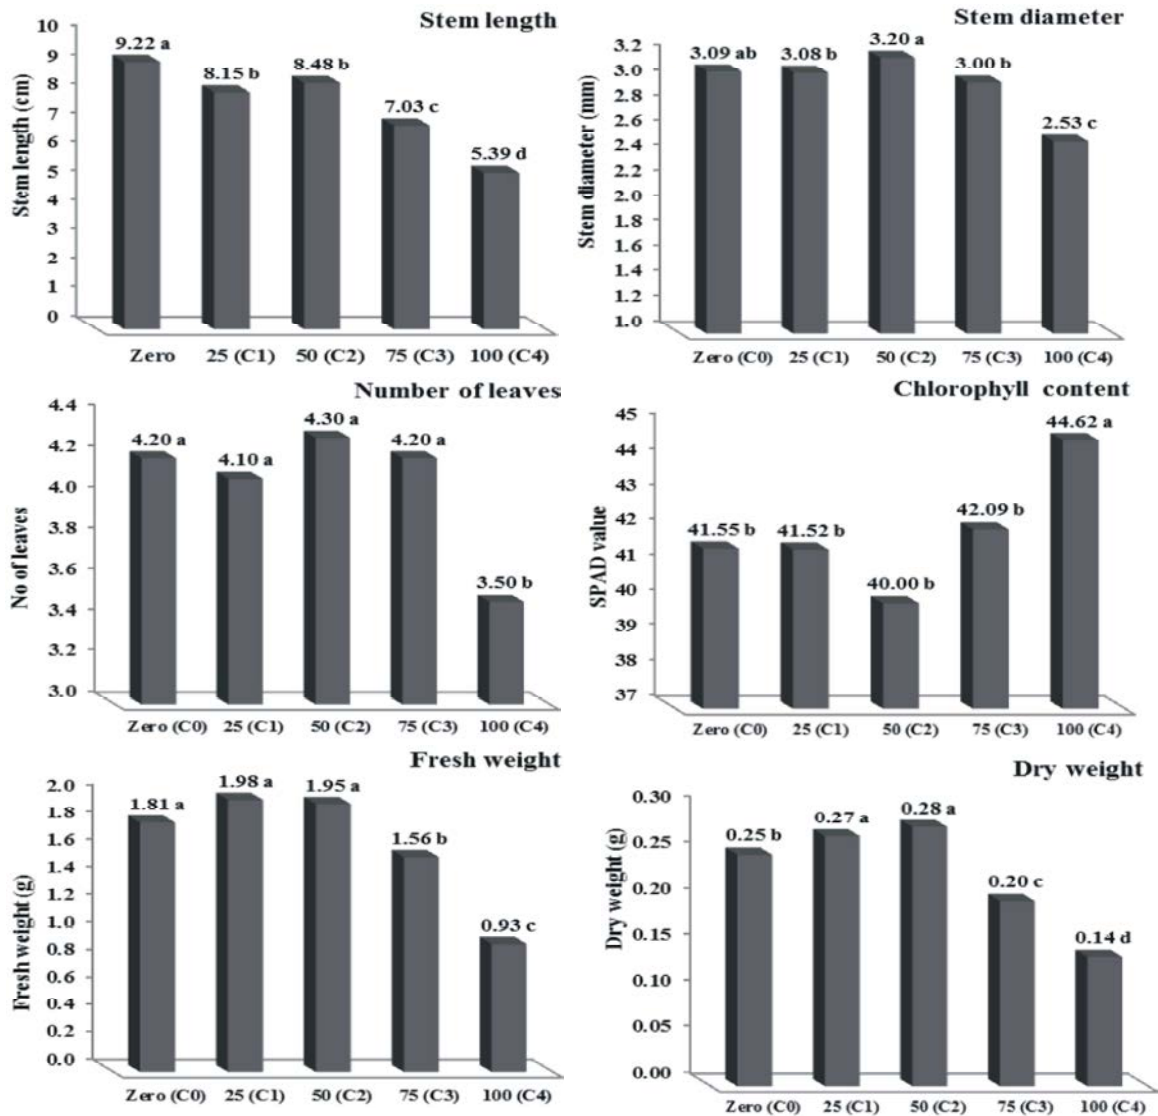 Stem length
Stem length (cm)
10
9
8
7
6
5
4
3
2
1
0
9.22 a
8.15 b
8.48 b
7.03 c
5.39 d
Zero 25 (C1) 50 (C2) 75 (C3) 100 (C4)
Stem diameter
Stem diameter (mm)
3.2
3.0
2.8
2.6
2.4
2.2
2.0
1.8
1.6
1.4
1.2
1.0
3.09 ab
3.08 b
3.20 a
3.00 b
2.53 c
Zero (C0) 25 (C1) 50 (C2) 75 (C3) 100 (C4)
Number of leaves
No of leaves
4.4
4.2
4.0
3.8
3.6
3.4
3.2
3.0
4.20 a
4.10 a
4.30 a
4.20 a
3.50 b
Zero (C0) 25 (C1) 50 (C2) 75 (C3) 100 (C4)
Chlorophyll content
SPAD value
45
44
43
42
41
40
39
38
37
41.55 b
41.52 b
40.00 b
42.09 b
44.62 a
Zero (C0) 25 (C1) 50 (C2) 75 (C3) 100 (C4)
Fresh weight
Fresh weight (g)
2.0
1.8
1.6
1.4
1.2
1.0
0.8
0.6
0.4
0.2
0.0
1.81 a
1.98 a
1.95 a
1.56 b
0.93 c
Zero (C0) 25 (C1) 50 (C2) 75 (C3) 100 (C4)
Dry weight
Dry weight (g)
0.30
0.25
0.20
0.15
0.10
0.05
0.00
0.25 b
0.27 a
0.28 a
0.20 c
0.14 d
Zero (C0) 25 (C1) 50 (C2) 75 (C3) 100 (C4)